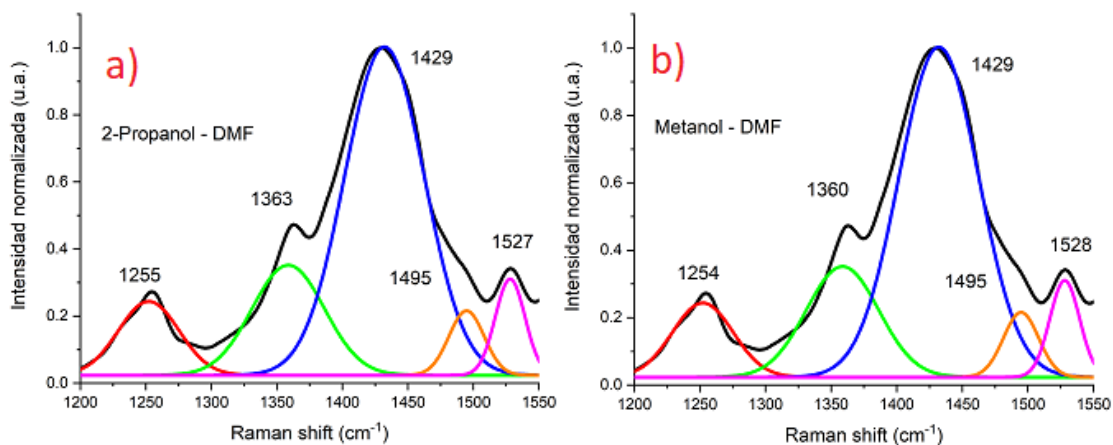 a)
1429
2-Propanol - DMF
1363
1255
1495
1527
Intensidad normalizada (u.a.)
1.0
0.8
0.6
0.4
0.2
0.0
1200 1250 1300 1350 1400 1450 1500 1550
Raman shift (cm⁻¹)
b)
1429
Metanol - DMF
1360
1254
1495
1528
Intensidad normalizada (u.a.)
1.0
0.8
0.6
0.4
0.2
0.0
1200 1250 1300 1350 1400 1450 1500 1550
Raman shift (cm⁻¹)